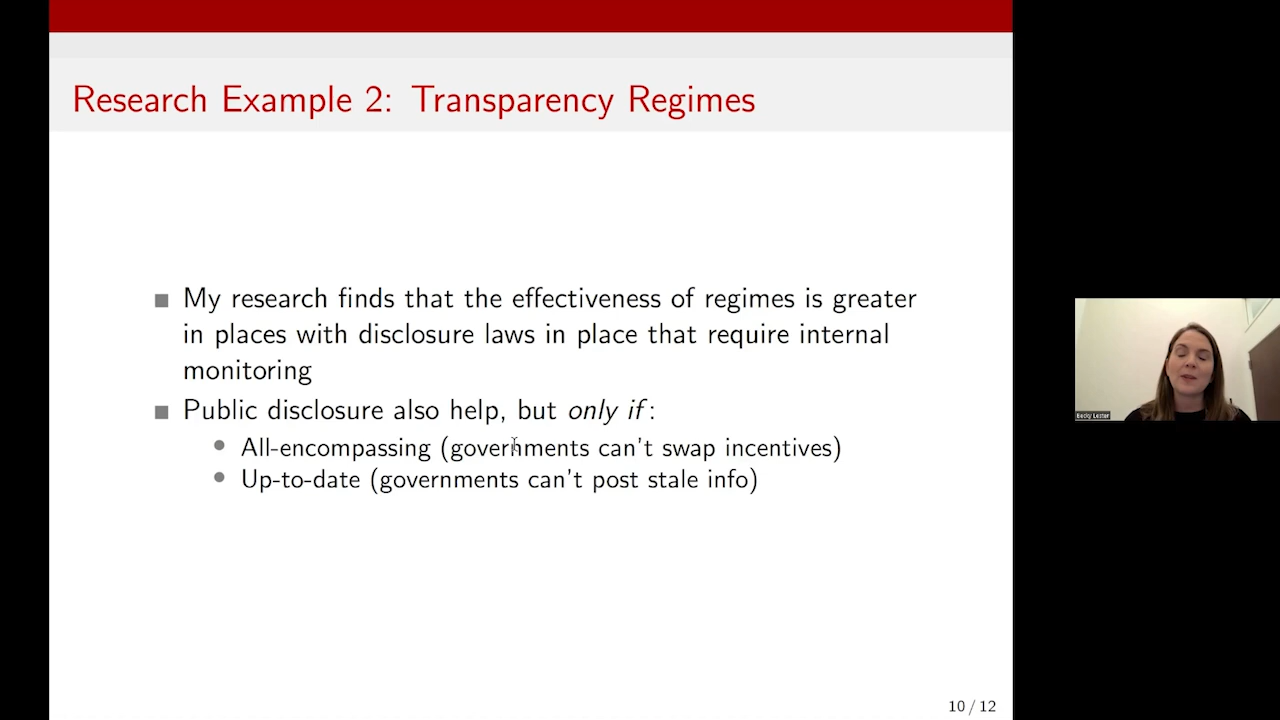 Research Example 2: Transparency Regimes
My research finds that the effectiveness of regimes is greater
in places with disclosure laws in place that require internal
monitoring
Public disclosure also help, but only if:
All-encompassing (governments can't swap incentives)
Up-to-date (governments can't post stale info)
Becky Lester
10 / 12